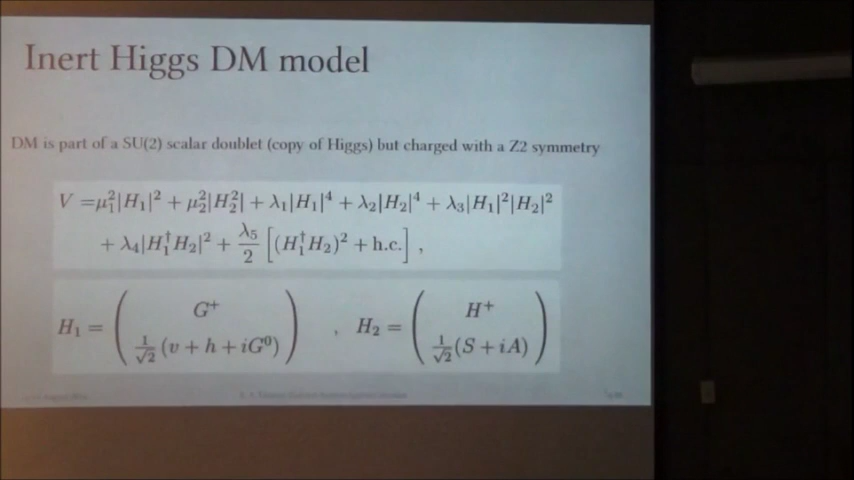 Inert Higgs DM model
DM is part of a SU(2) scalar doublet (copy of Higgs) but charged with a Z2 symmetry
V =μ₁²|H₁|² + μ₂²|H₂²| + λ₁|H₁|⁴ + λ₂|H₂|⁴ + λ₃|H₁|²|H₂|²
+ λ₄|H₁†H₂|² + λ₅/2 [(H₁†H₂)² + h.c.] ,
H₁ = ( G⁺ ; 1/√2 (v + h + iG⁰) ) , H₂ = ( H⁺ ; 1/√2 (S + iA) )